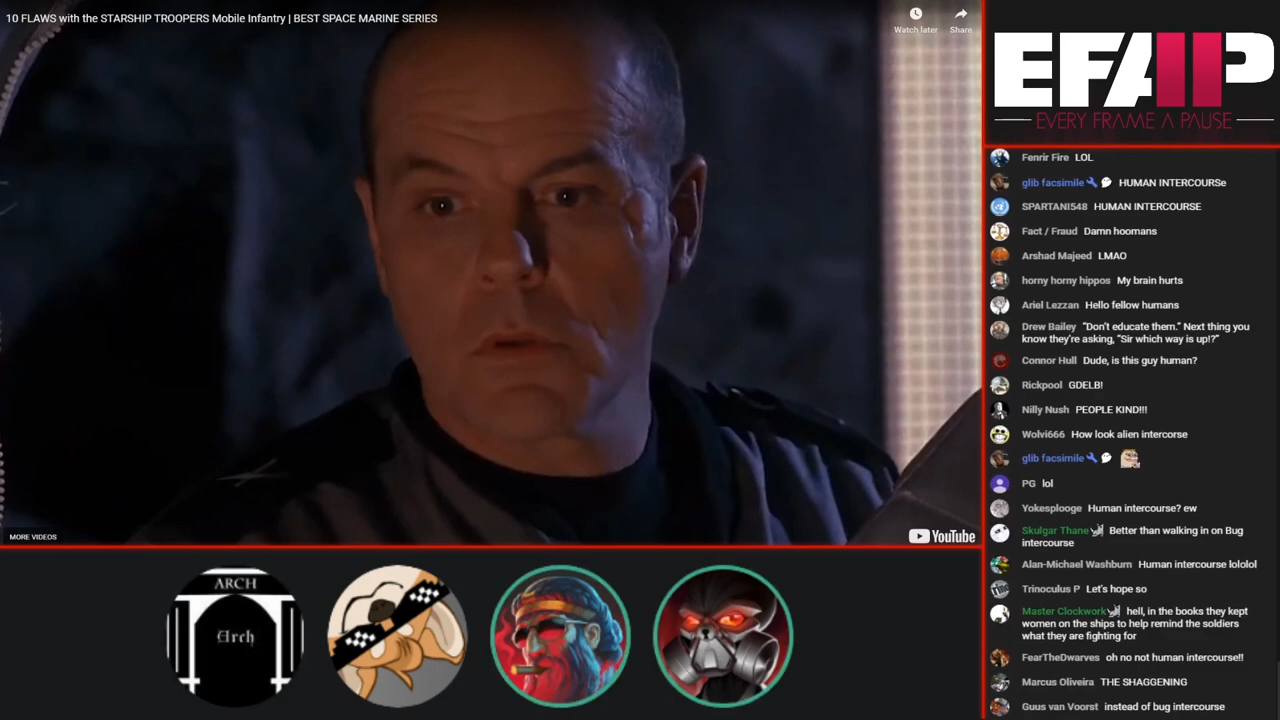 10 FLAWS with the STARSHIP TROOPERS Mobile Infantry | BEST SPACE MARINE SERIES
Watch later
Share
MORE VIDEOS
YouTube
ARCH
Arch
EFAP
EVERY FRAME A PAUSE
Fenrir Fire LOL
glib facsimile HUMAN INTERCOURSe
SPARTANI548 HUMAN INTERCOURSE
Fact / Fraud Damn hoomans
Arshad Majeed LMAO
horny horny hippos My brain hurts
Ariel Lezzan Hello fellow humans
Drew Bailey “Don't educate them.” Next thing you
know they're asking, “Sir which way is up!?”
Connor Hull Dude, is this guy human?
Rickpool GDELB!
Nilly Nush PEOPLE KIND!!!
Wolvi666 How look alien intercorse
glib facsimile
PG lol
Yokesplooge Human intercourse? ew
Skulgar Thane Better than walking in on Bug
intercourse
Alan-Michael Washburn Human intercourse lololol
Trinoculus P Let's hope so
Master Clockwork hell, in the books they kept
women on the ships to help remind the soldiers
what they are fighting for
FearTheDwarves oh no not human intercourse!!
Marcus Oliveira THE SHAGGENING
Guus van Voorst instead of bug intercourse